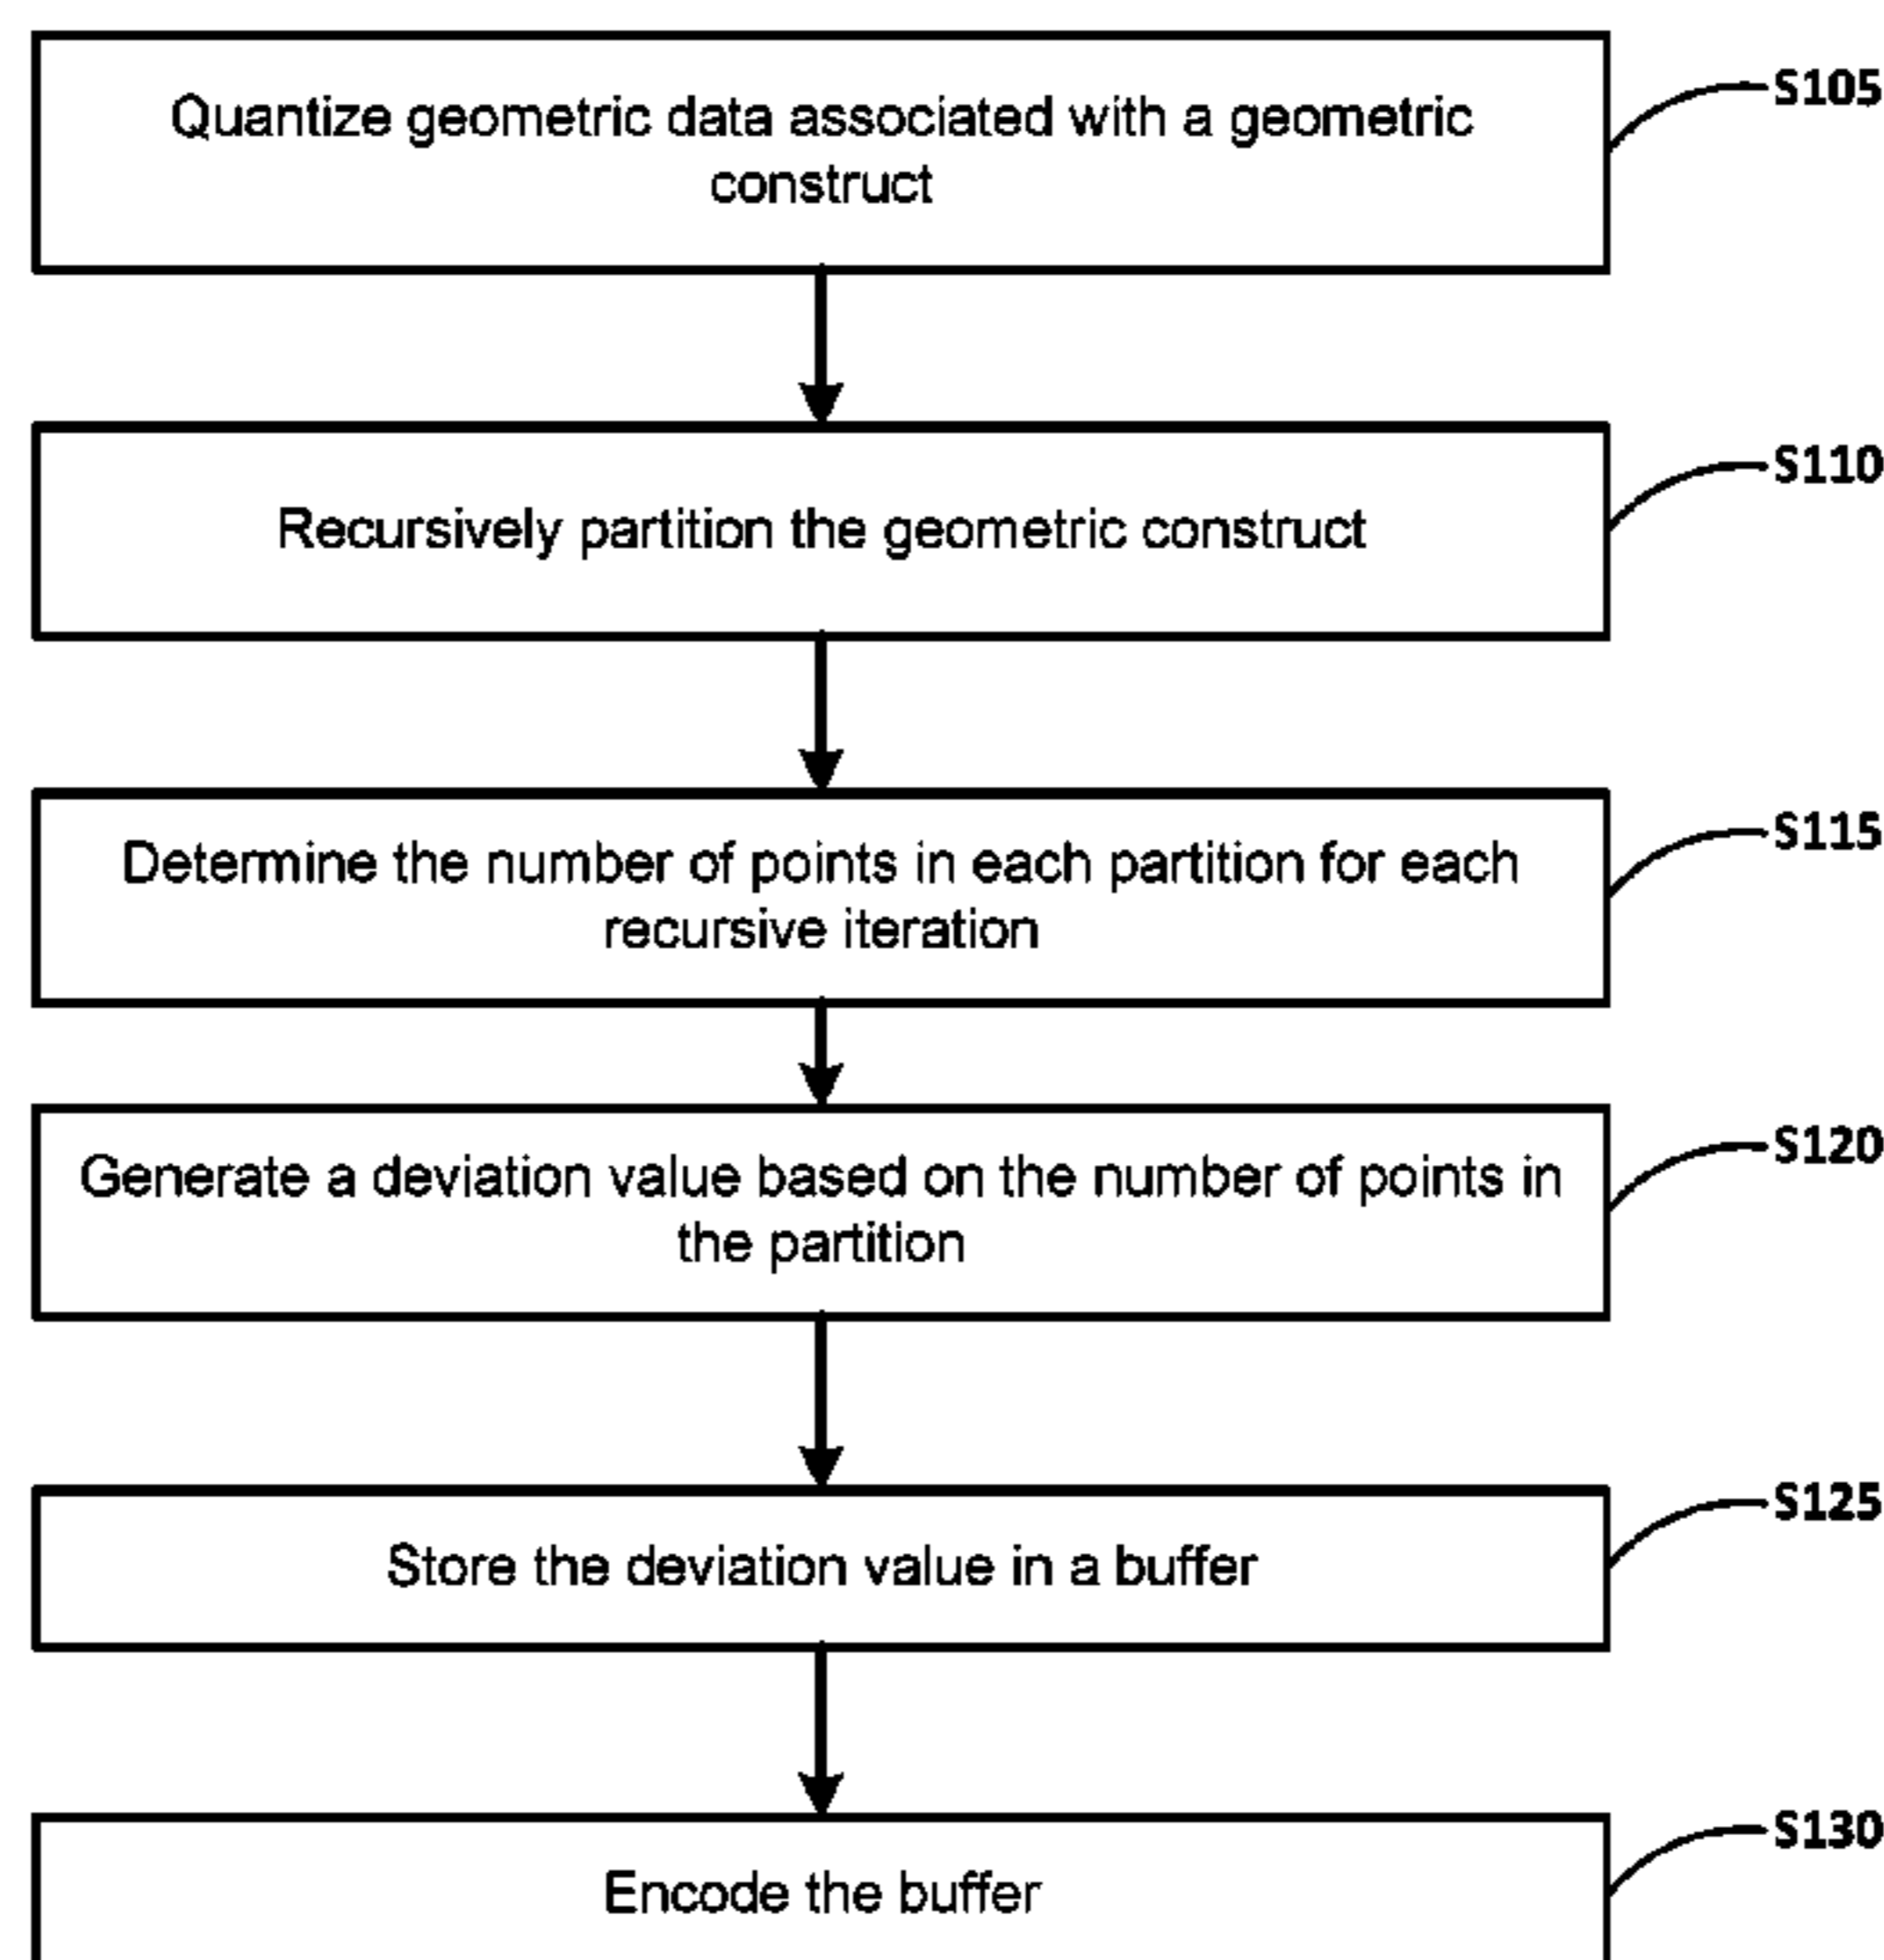 Quantize geometric data associated with a geometric
construct
S105
Recursively partition the geometric construct
S110
Determine the number of points in each partition for each
recursive iteration
S115
Generate a deviation value based on the number of points in
the partition
S120
Store the deviation value in a buffer
S125
Encode the buffer
S130